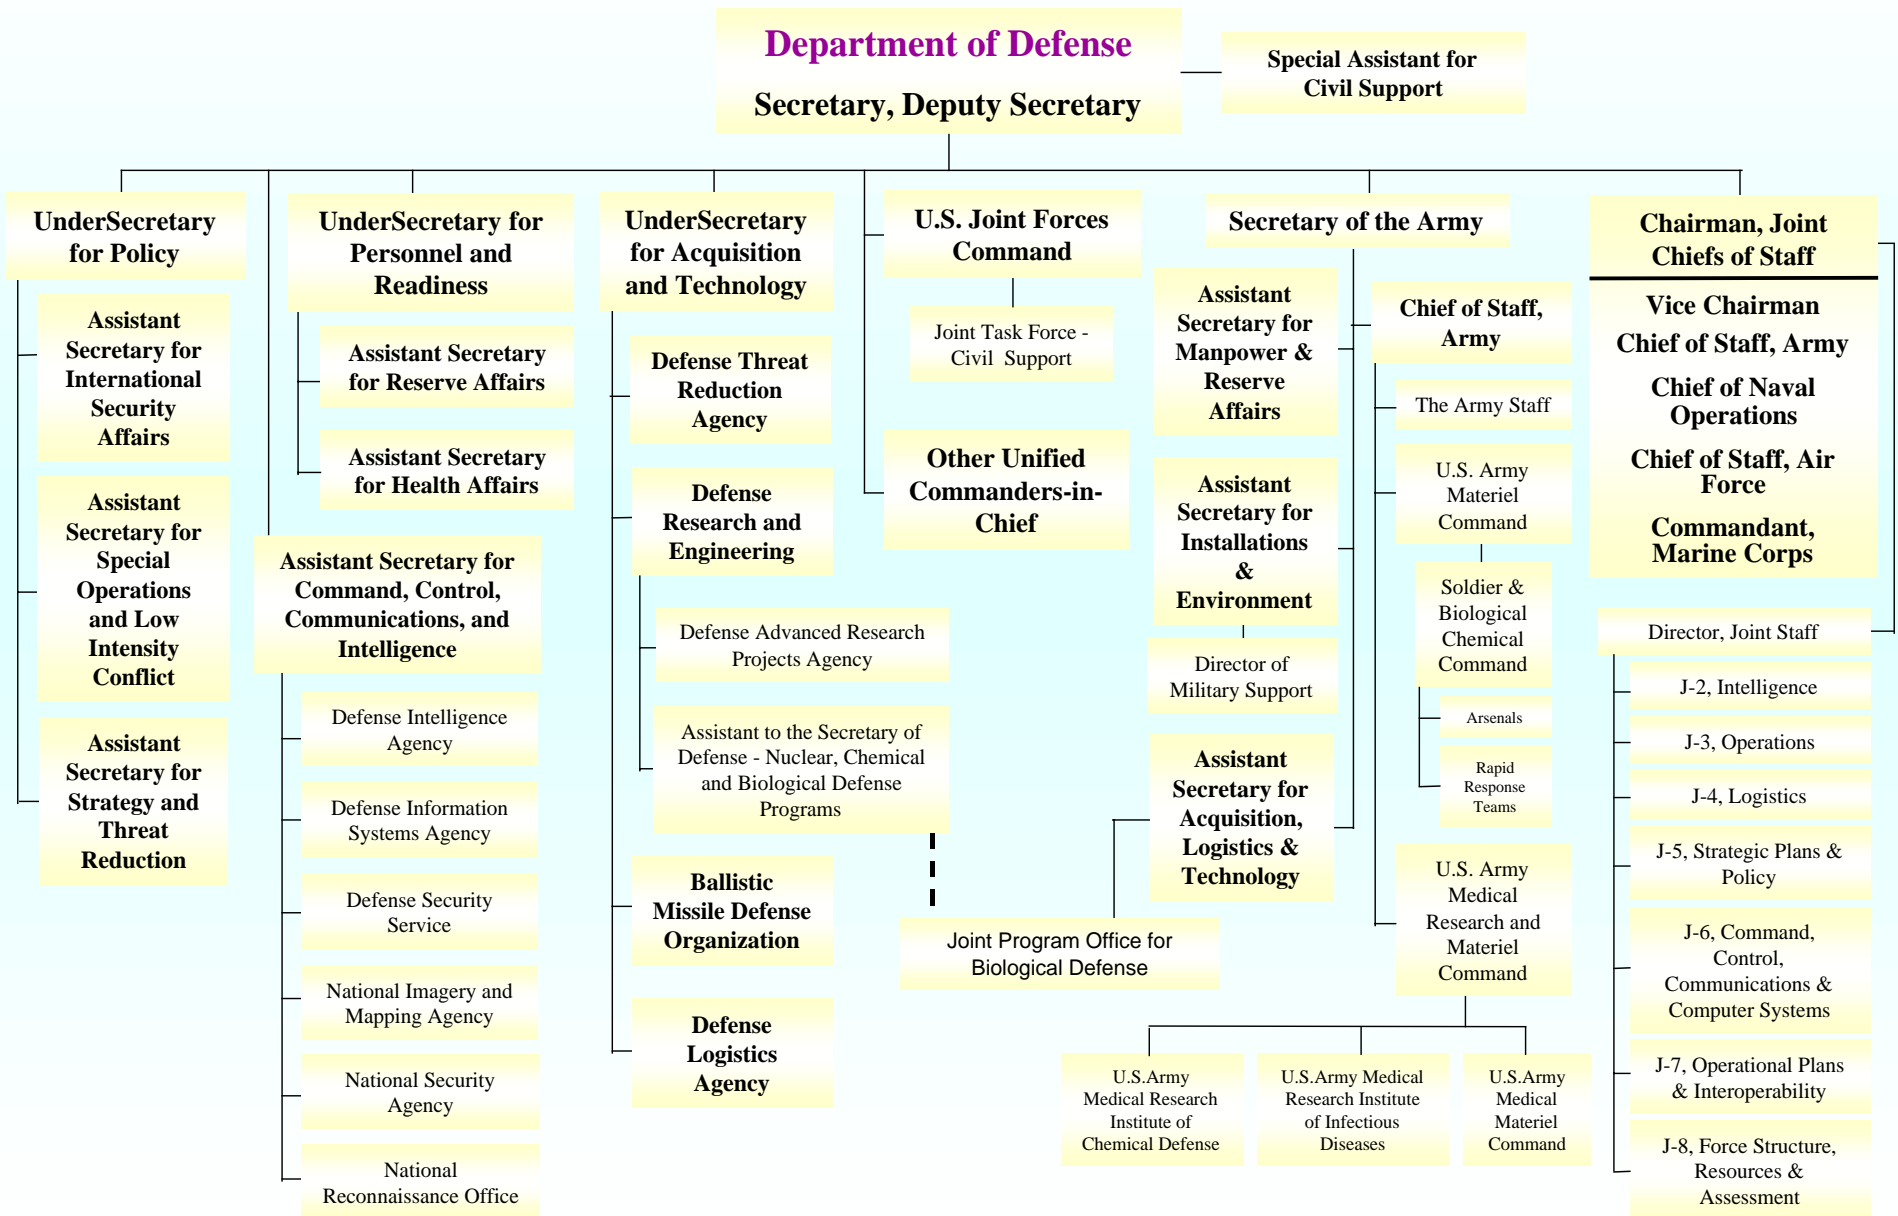 Department of Defense
Secretary, Deputy Secretary
Special Assistant for
Civil Support
UnderSecretary
for Policy
Assistant
Secretary for
International
Security
Affairs
Assistant
Secretary for
Special
Operations
and Low
Intensity
Conflict
Assistant
Secretary for
Strategy and
Threat
Reduction
UnderSecretary for
Personnel and
Readiness
Assistant Secretary
for Reserve Affairs
Assistant Secretary
for Health Affairs
Assistant Secretary for
Command, Control,
Communications, and
Intelligence
Defense Intelligence
Agency
Defense Information
Systems Agency
Defense Security
Service
National Imagery and
Mapping Agency
National Security
Agency
National
Reconnaissance Office
UnderSecretary
for Acquisition
and Technology
Defense Threat
Reduction
Agency
Defense
Research and
Engineering
Defense Advanced Research
Projects Agency
Assistant to the Secretary of
Defense - Nuclear, Chemical
and Biological Defense
Programs
Ballistic
Missile Defense
Organization
Defense
Logistics
Agency
U.S. Joint Forces
Command
Joint Task Force -
Civil Support
Other Unified
Commanders-in-
Chief
Secretary of the Army
Assistant
Secretary for
Manpower &
Reserve
Affairs
Assistant
Secretary for
Installations
&
Environment
Director of
Military Support
Assistant
Secretary for
Acquisition,
Logistics &
Technology
Joint Program Office for
Biological Defense
Chief of Staff,
Army
The Army Staff
U.S. Army
Materiel
Command
Soldier &
Biological
Chemical
Command
Arsenals
Rapid
Response
Teams
U.S. Army
Medical
Research and
Materiel
Command
U.S.Army
Medical Research
Institute of
Chemical Defense
U.S.Army Medical
Research Institute
of Infectious
Diseases
U.S.Army
Medical
Materiel
Command
Chairman, Joint
Chiefs of Staff
Vice Chairman
Chief of Staff, Army
Chief of Naval
Operations
Chief of Staff, Air
Force
Commandant,
Marine Corps
Director, Joint Staff
J-2, Intelligence
J-3, Operations
J-4, Logistics
J-5, Strategic Plans &
Policy
J-6, Command,
Control,
Communications &
Computer Systems
J-7, Operational Plans
& Interoperability
J-8, Force Structure,
Resources &
Assessment